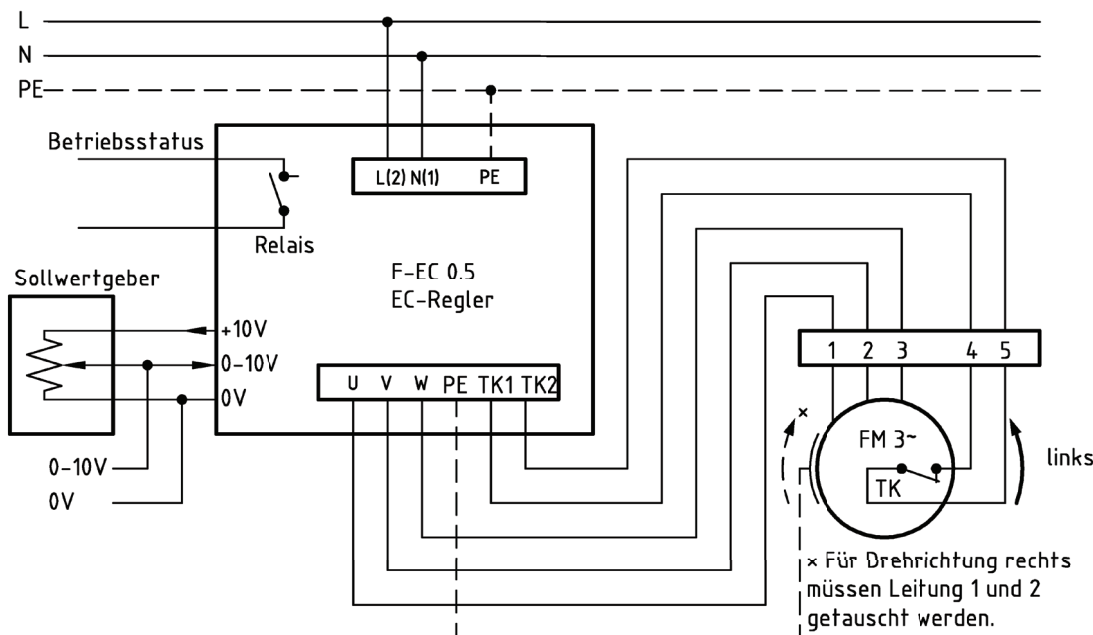 L
N
PE
Betriebsstatus
L(2) N(1) PE
Relais
F-EC 0.5
EC-Regler
Sollwertgeber
+10V
0-10V
0V
U V W PE TK1 TK2
0-10V
0V
1 2 3 4 5
×
FM 3~
TK
links
× Für Drehrichtung rechts
müssen Leitung 1 und 2
getauscht werden.